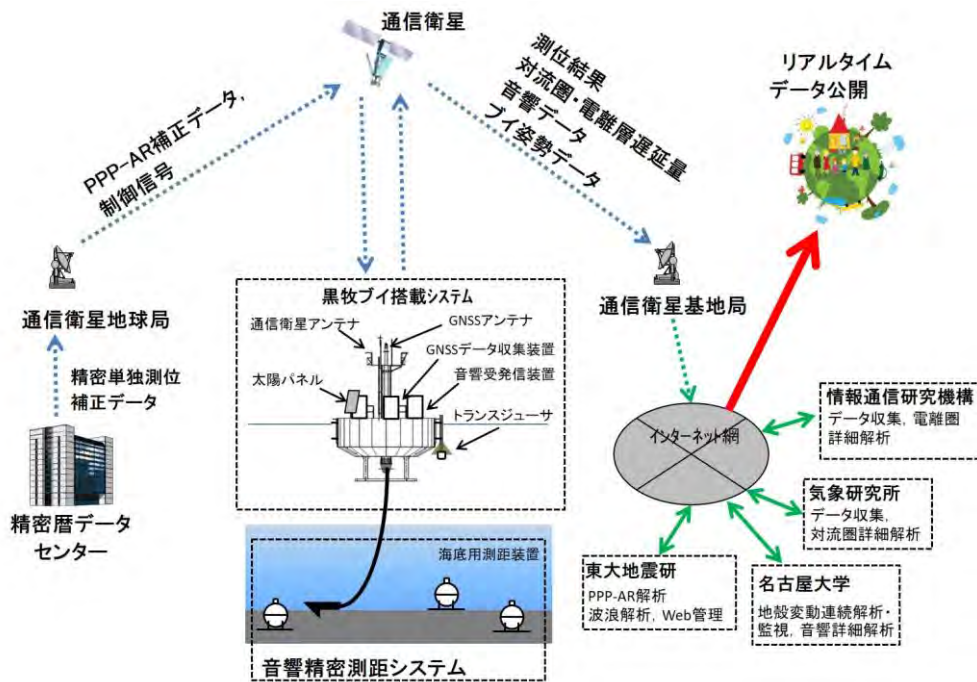 通信衛星
PPP-AR補正データ,
制御信号
測位結果
対流圏・電離層遅延量
音響データ
ブイ姿勢データ
リアルタイム
データ公開
通信衛星地球局
精密単独測位
補正データ
精密暦データ
センター
黒牧ブイ搭載システム
通信衛星アンテナ
GNSSアンテナ
GNSSデータ収集装置
太陽パネル
音響受発信装置
トランスジューサ
海底用測距装置
音響精密測距システム
通信衛星基地局
インターネット網
情報通信研究機構
データ収集, 電離圏
詳細解析
気象研究所
データ収集,
対流圏詳細解析
東大地震研
PPP-AR解析
波浪解析, Web管理
名古屋大学
地殻変動連続解析・
監視, 音響詳細解析